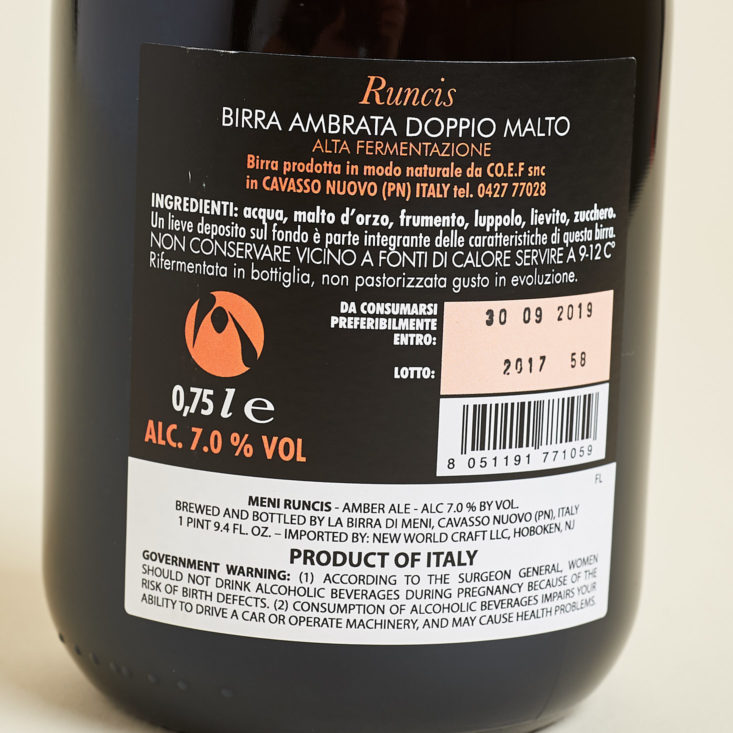 Runcis
BIRRA AMBRATA DOPPIO MALTO
ALTA FERMENTAZIONE
Birra prodotta in modo naturale da CO.E.F snc
in CAVASSO NUOVO (PN) ITALY tel. 0427 77028
INGREDIENTI: acqua, malto d'orzo, frumento, luppolo, lievito, zucchero.
Un lieve deposito sul fondo è parte integrante delle caratteristiche di questa birra.
NON CONSERVARE VICINO A FONTI DI CALORE SERVIRE A 9-12 C°
Rifermentata in bottiglia, non pastorizzata gusto in evoluzione.
DA CONSUMARSI
PREFERIBILMENTE
ENTRO:
30 09 2019
LOTTO:
2017 58
0,75 l e
ALC. 7.0 % VOL
8 051191 771059
FL
MENI RUNCIS - AMBER ALE - ALC 7.0 % BY VOL.
BREWED AND BOTTLED BY LA BIRRA DI MENI, CAVASSO NUOVO (PN), ITALY
1 PINT 9.4 FL. OZ. – IMPORTED BY: NEW WORLD CRAFT LLC, HOBOKEN, NJ
PRODUCT OF ITALY
GOVERNMENT WARNING: (1) ACCORDING TO THE SURGEON GENERAL, WOMEN
SHOULD NOT DRINK ALCOHOLIC BEVERAGES DURING PREGNANCY BECAUSE OF THE
RISK OF BIRTH DEFECTS. (2) CONSUMPTION OF ALCOHOLIC BEVERAGES IMPAIRS YOUR
ABILITY TO DRIVE A CAR OR OPERATE MACHINERY, AND MAY CAUSE HEALTH PROBLEMS.